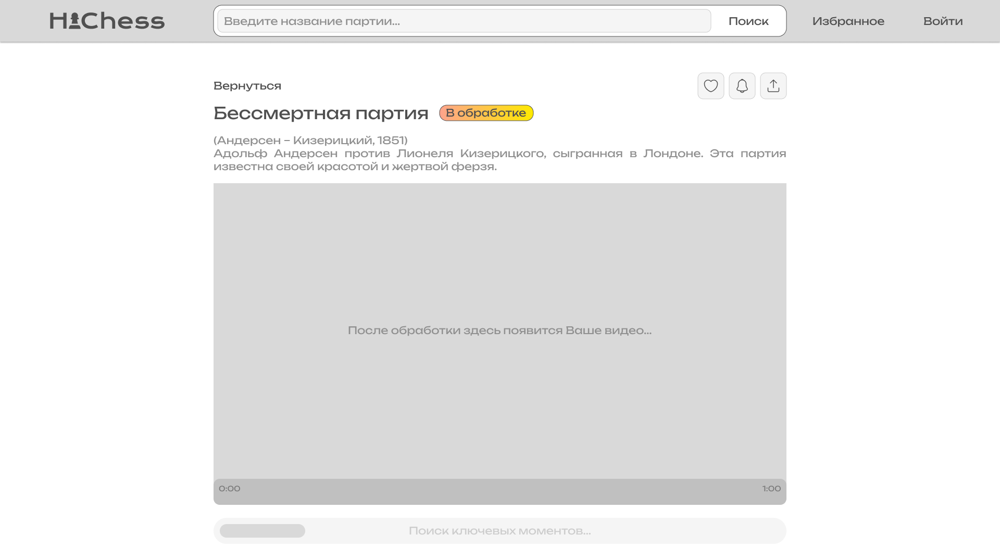 HiChess
Введите название партии...
Поиск
Избранное
Войти
Вернуться
Бессмертная партия
В обработке
(Андерсен – Кизерицкий, 1851)
Адольф Андерсен против Лионеля Кизерицкого, сыгранная в Лондоне. Эта партия
известна своей красотой и жертвой ферзя.
После обработки здесь появится Ваше видео...
0:00
1:00
Поиск ключевых моментов...